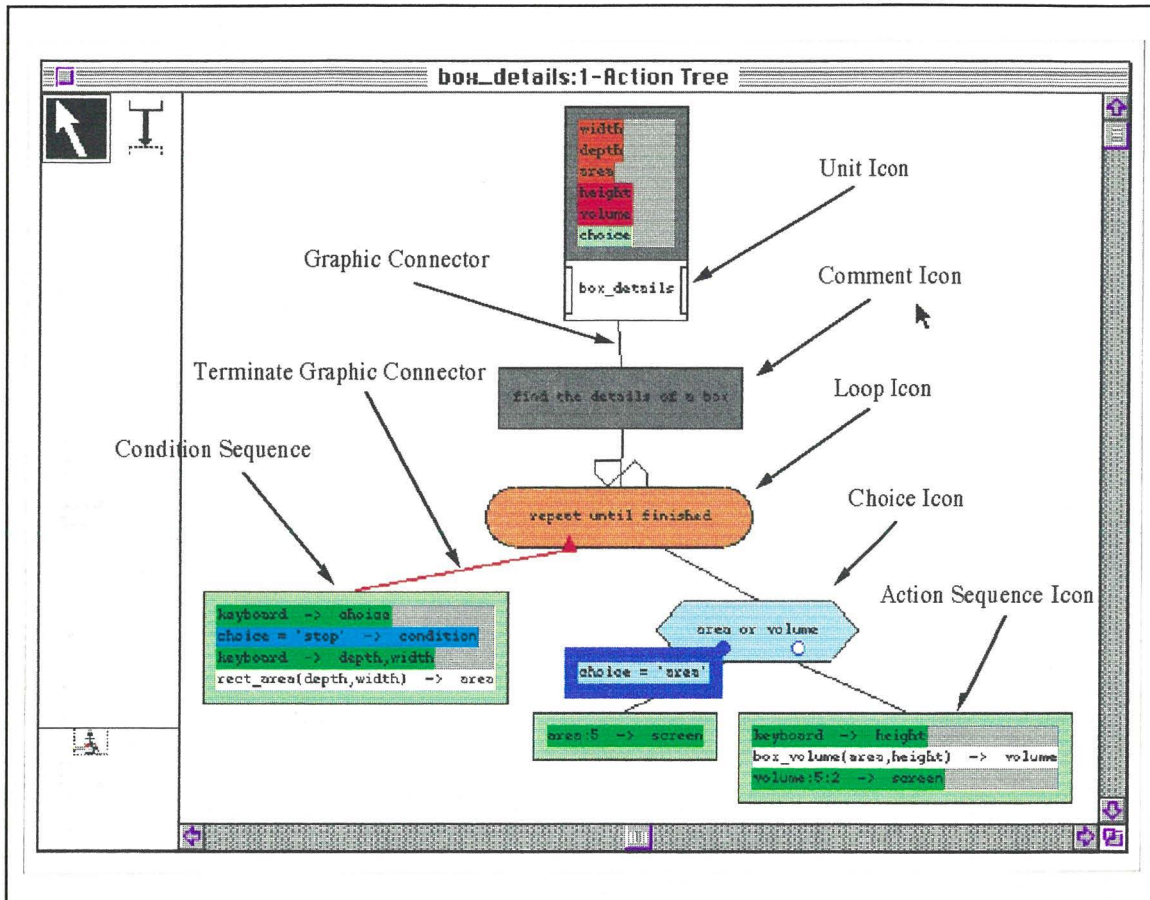 box_details:1-Action Tree
width
depth
area
height
volume
choice
Unit Icon
Graphic Connector
box_details
Comment Icon
Terminate Graphic Connector
find the details of a box
Loop Icon
Condition Sequence
repeat until finished
Choice Icon
Action Sequence Icon
keyboard -> choice
choice = 'stop' -> condition
keyboard -> depth,width
rect_area(depth,width) -> area
area or volume
choice = 'area'
area:5 -> screen
keyboard -> height
box_volume(area,height) -> volume
volume:5:2 -> screen